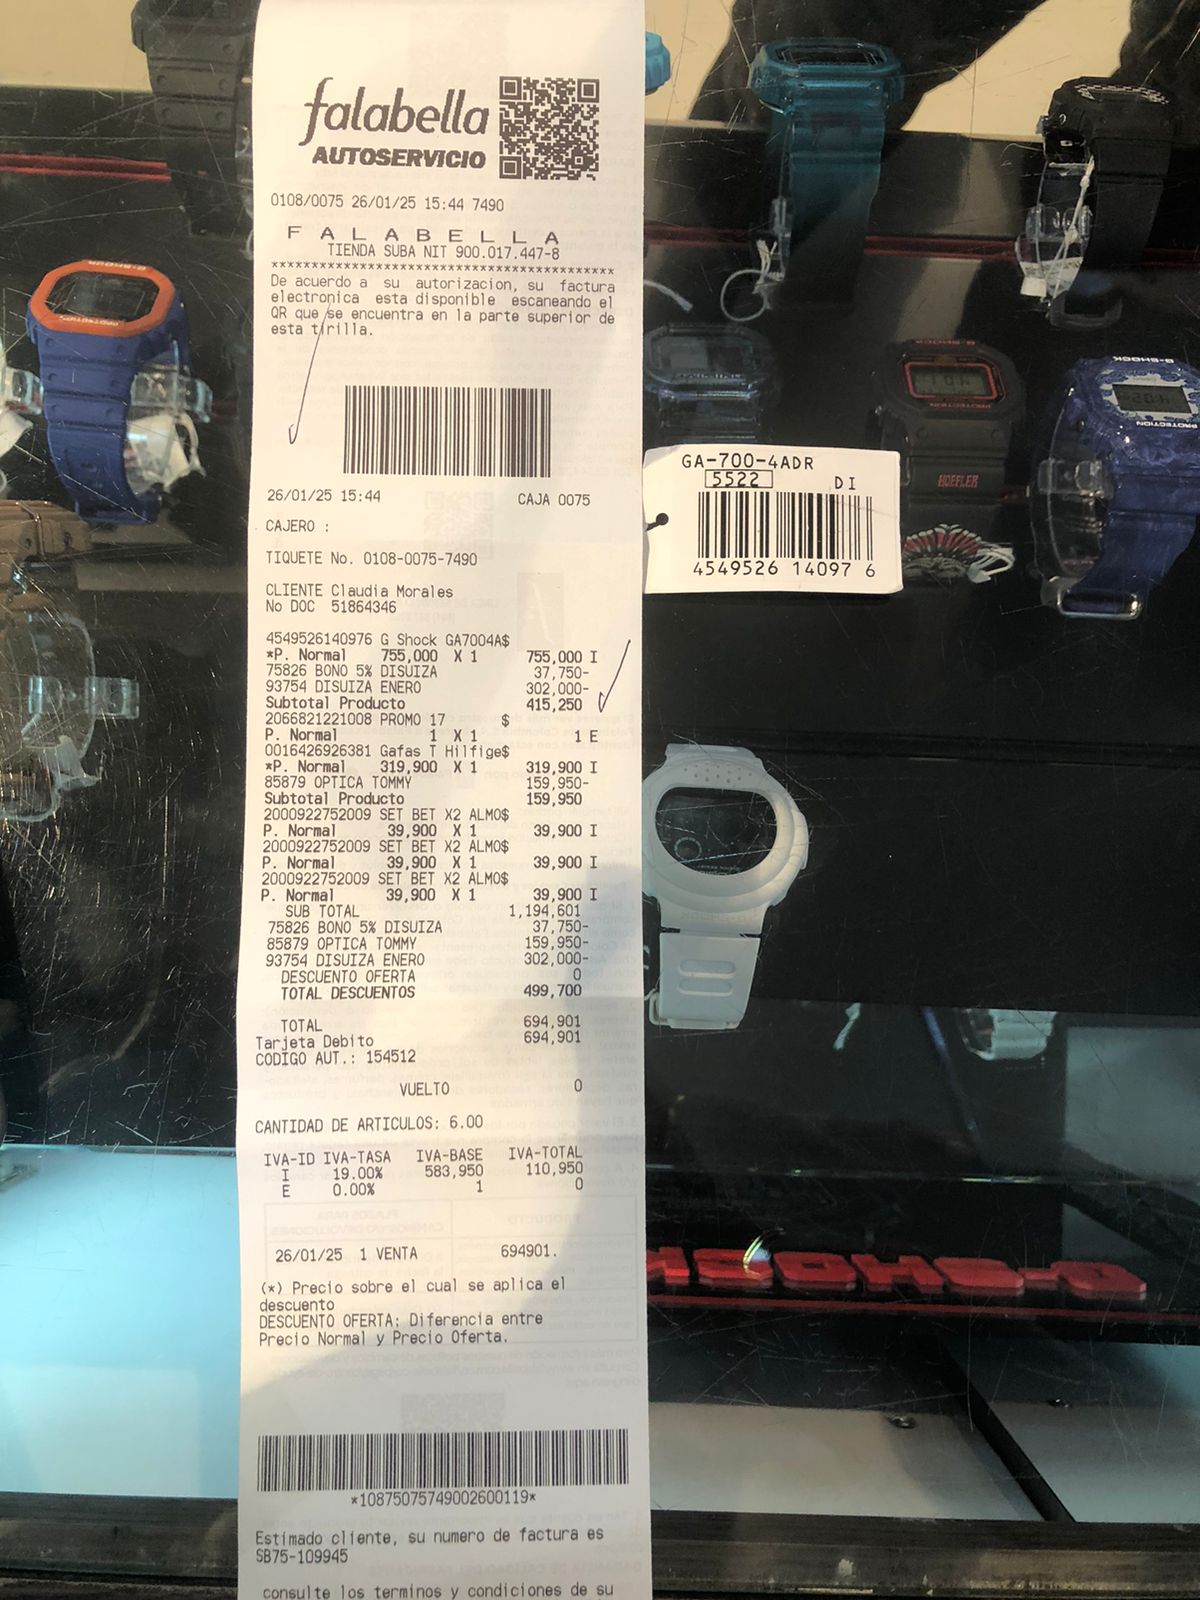 falabella
AUTOSERVICIO
0108/0075 26/01/25 15:44 7490
F A L A B E L L A
TIENDA SUBA NIT 900.017.447-8
*******************************************
De acuerdo a su autorizacion, su factura
electronica esta disponible escaneando el
QR que se encuentra en la parte superior de
esta tirilla.
26/01/25 15:44 CAJA 0075
CAJERO :
TIQUETE No. 0108-0075-7490
CLIENTE Claudia Morales
No DOC 51864346
4549526140976 G Shock GA7004A$
*P. Normal 755,000 X 1 755,000 I
75826 BONO 5% DISUIZA 37,750-
93754 DISUIZA ENERO 302,000-
Subtotal Producto 415,250
2066821221008 PROMO 17 $
P. Normal 1 X 1 1 E
0016426926381 Gafas T Hilfige$
*P. Normal 319,900 X 1 319,900 I
85879 OPTICA TOMMY 159,950-
Subtotal Producto 159,950
2000922752009 SET BET X2 ALMO$
P. Normal 39,900 X 1 39,900 I
2000922752009 SET BET X2 ALMO$
P. Normal 39,900 X 1 39,900 I
2000922752009 SET BET X2 ALMO$
P. Normal 39,900 X 1 39,900 I
SUB TOTAL 1,194,601
75826 BONO 5% DISUIZA 37,750-
85879 OPTICA TOMMY 159,950-
93754 DISUIZA ENERO 302,000-
DESCUENTO OFERTA 0
TOTAL DESCUENTOS 499,700
TOTAL 694,901
Tarjeta Debito 694,901
CODIGO AUT.: 154512
VUELTO 0
CANTIDAD DE ARTICULOS: 6.00
IVA-ID IVA-TASA IVA-BASE IVA-TOTAL
I 19.00% 583,950 110,950
E 0.00% 1 0
26/01/25 1 VENTA 694901.
(*) Precio sobre el cual se aplica el
descuento
DESCUENTO OFERTA: Diferencia entre
Precio Normal y Precio Oferta.
*10875075749002600119*
Estimado cliente, su numero de factura es
SB75-109945
consulte los terminos y condiciones de su
GA-700-4ADR
5522 DI
4549526 14097 6
G-SHOCK
PROTECTION
G-SHOCK
PROTECTION
HOEFLER
G-SHOCK
PROTECTION
G-SHOCK